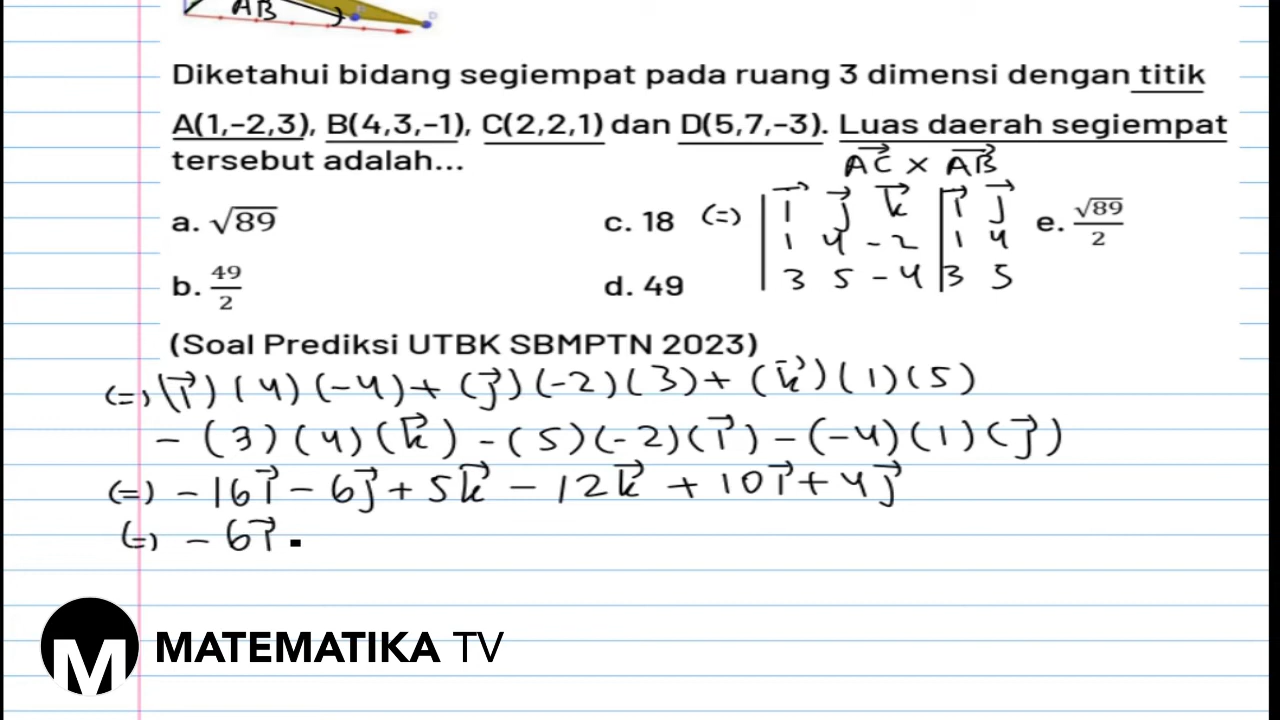 AB
Diketahui bidang segiempat pada ruang 3 dimensi dengan titik
A(1,-2,3), B(4,3,-1), C(2,2,1) dan D(5,7,-3). Luas daerah segiempat
tersebut adalah...
AC × AB
a. √89
c. 18
(=) | i j k | i j
1 4 -2 | 1 4
3 5 -4 | 3 5
e. √89/2
b. 49/2
d. 49
(Soal Prediksi UTBK SBMPTN 2023)
(=) (i)(4)(-4) + (j)(-2)(3) + (k)(1)(5)
- (3)(4)(k) - (5)(-2)(i) - (-4)(1)(j)
(=) -16i - 6j + 5k - 12k + 10i + 4j
(=) - 6i
M MATEMATIKA TV